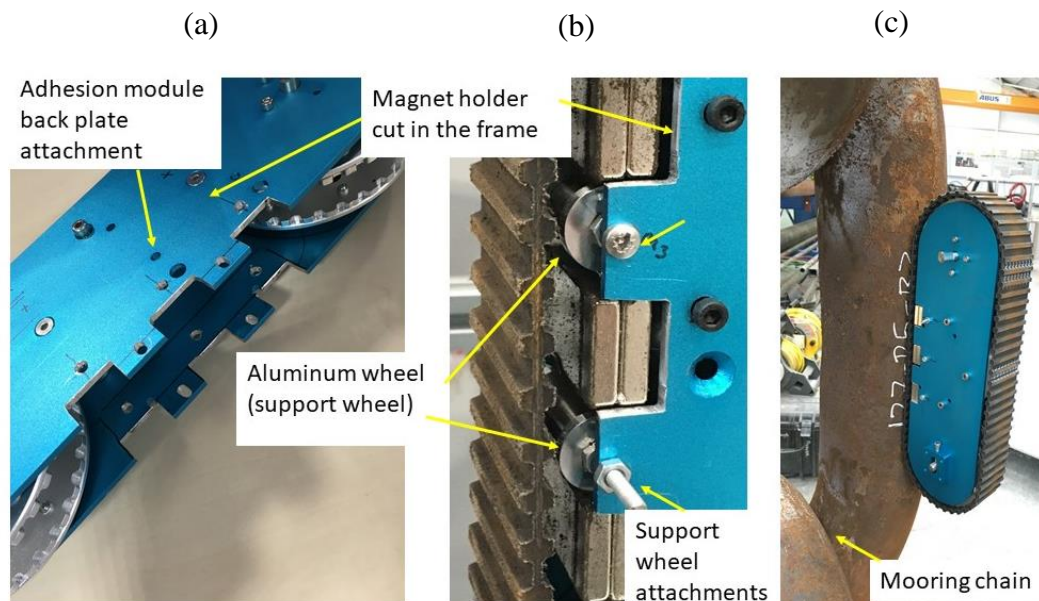 (a)
(b)
(c)
Adhesion module
back plate
attachment
Magnet holder
cut in the frame
Aluminum wheel
(support wheel)
Support
wheel
attachments
Mooring chain
ABUS